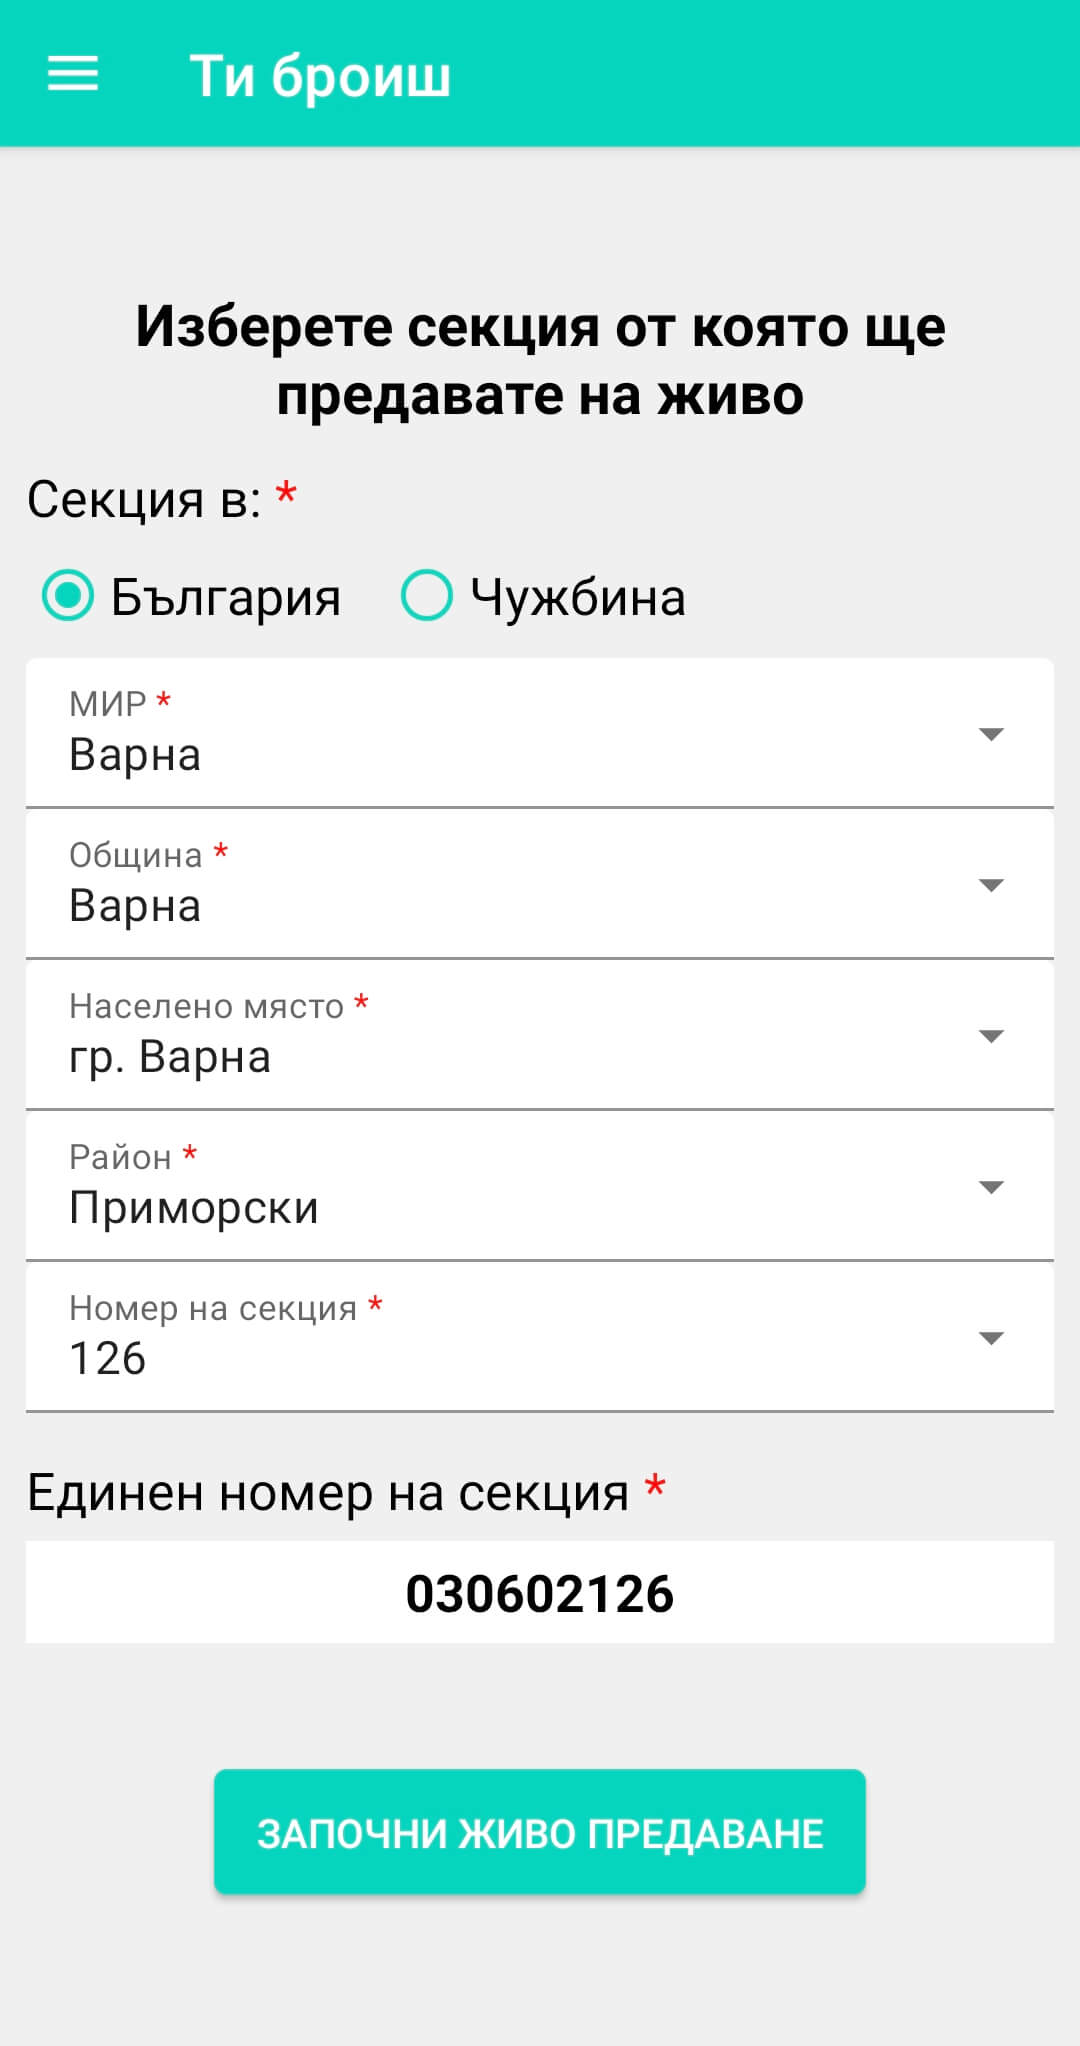 Ти броиш
Изберете секция от която ще
предавате на живо
Секция в: *
България Чужбина
МИР *
Варна
Община *
Варна
Населено място *
гр. Варна
Район *
Приморски
Номер на секция *
126
Единен номер на секция *
030602126
ЗАПОЧНИ ЖИВО ПРЕДАВАНЕ